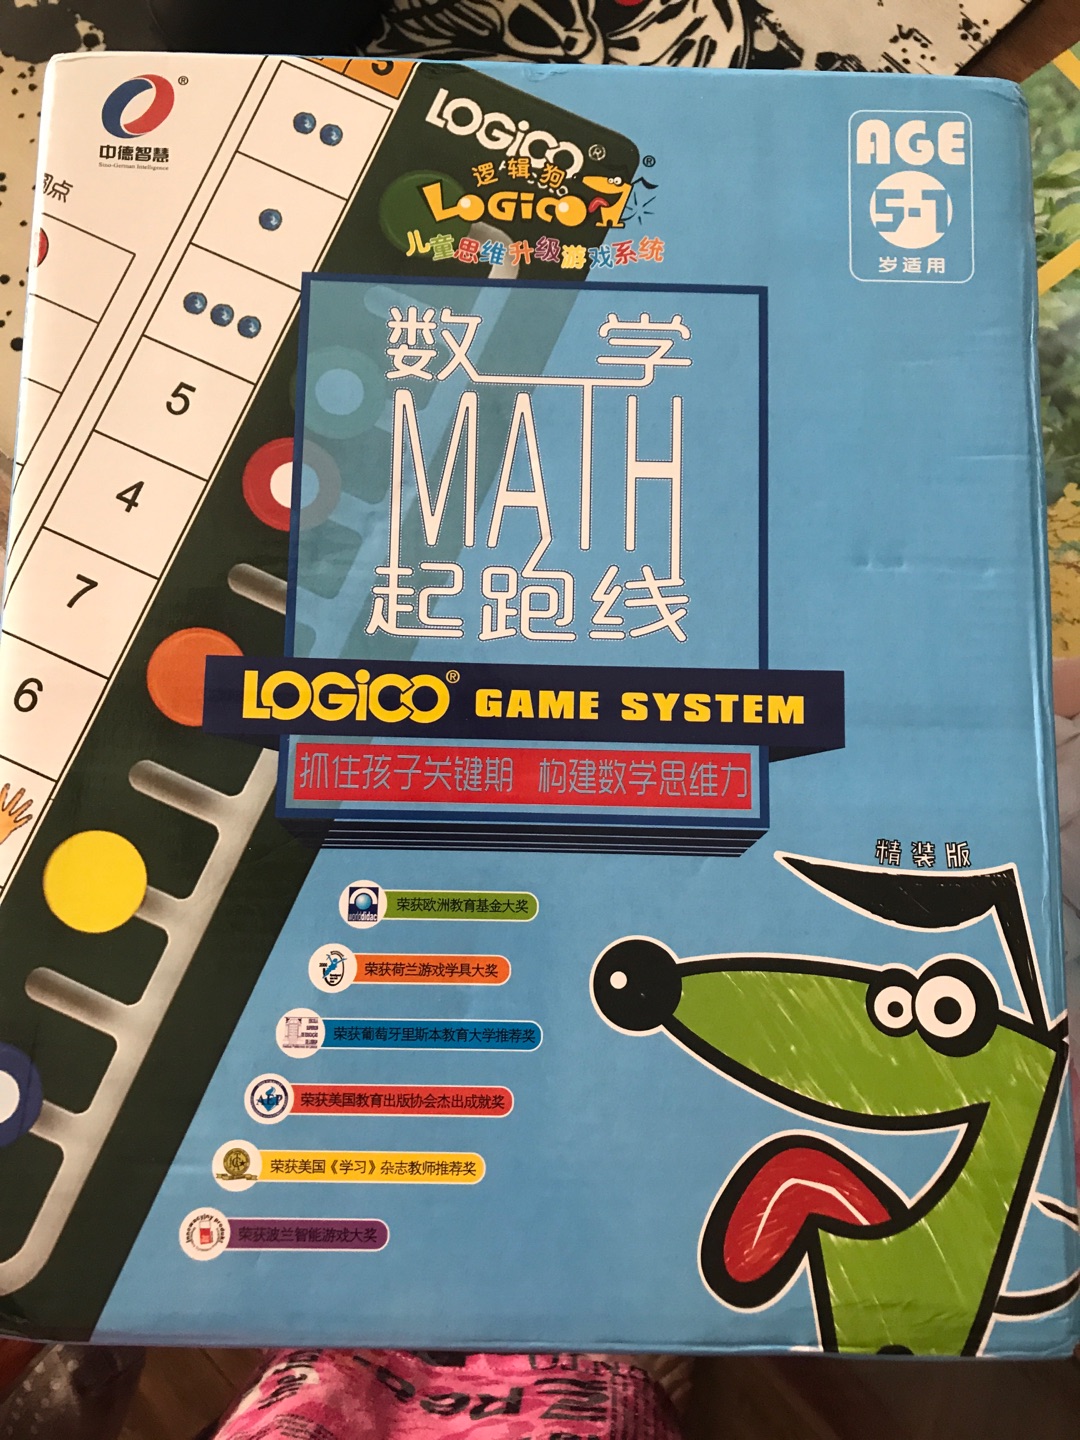 中德智慧
Sino-German Intelligence
3
LOGICO
逻辑狗
LOGICO
儿童思维升级游戏系统
AGE
5-7
岁适用
数学
MATH
起跑线
5
4
7
6
LOGICO® GAME SYSTEM
抓住孩子关键期 构建数学思维力
精装版
worlddidac
荣获欧洲教育基金大奖
荣获荷兰游戏学具大奖
荣获葡萄牙里斯本教育大学推荐奖
AEP
荣获美国教育出版协会杰出成就奖
荣获美国《学习》杂志教师推荐奖
荣获波兰智能游戏大奖